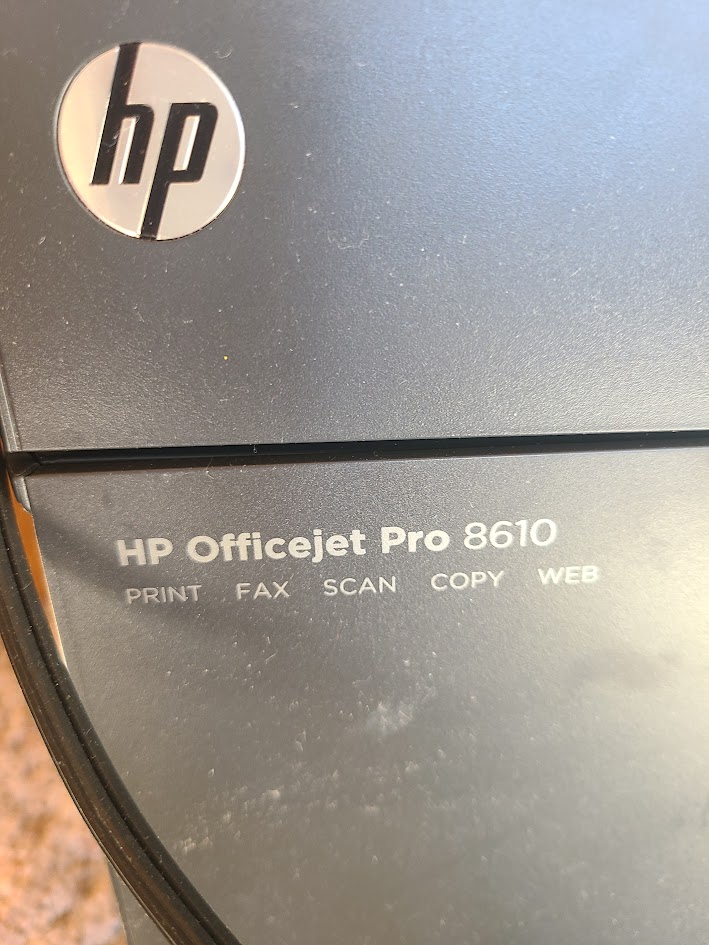 hp
HP Officejet Pro 8610
PRINT FAX SCAN COPY WEB